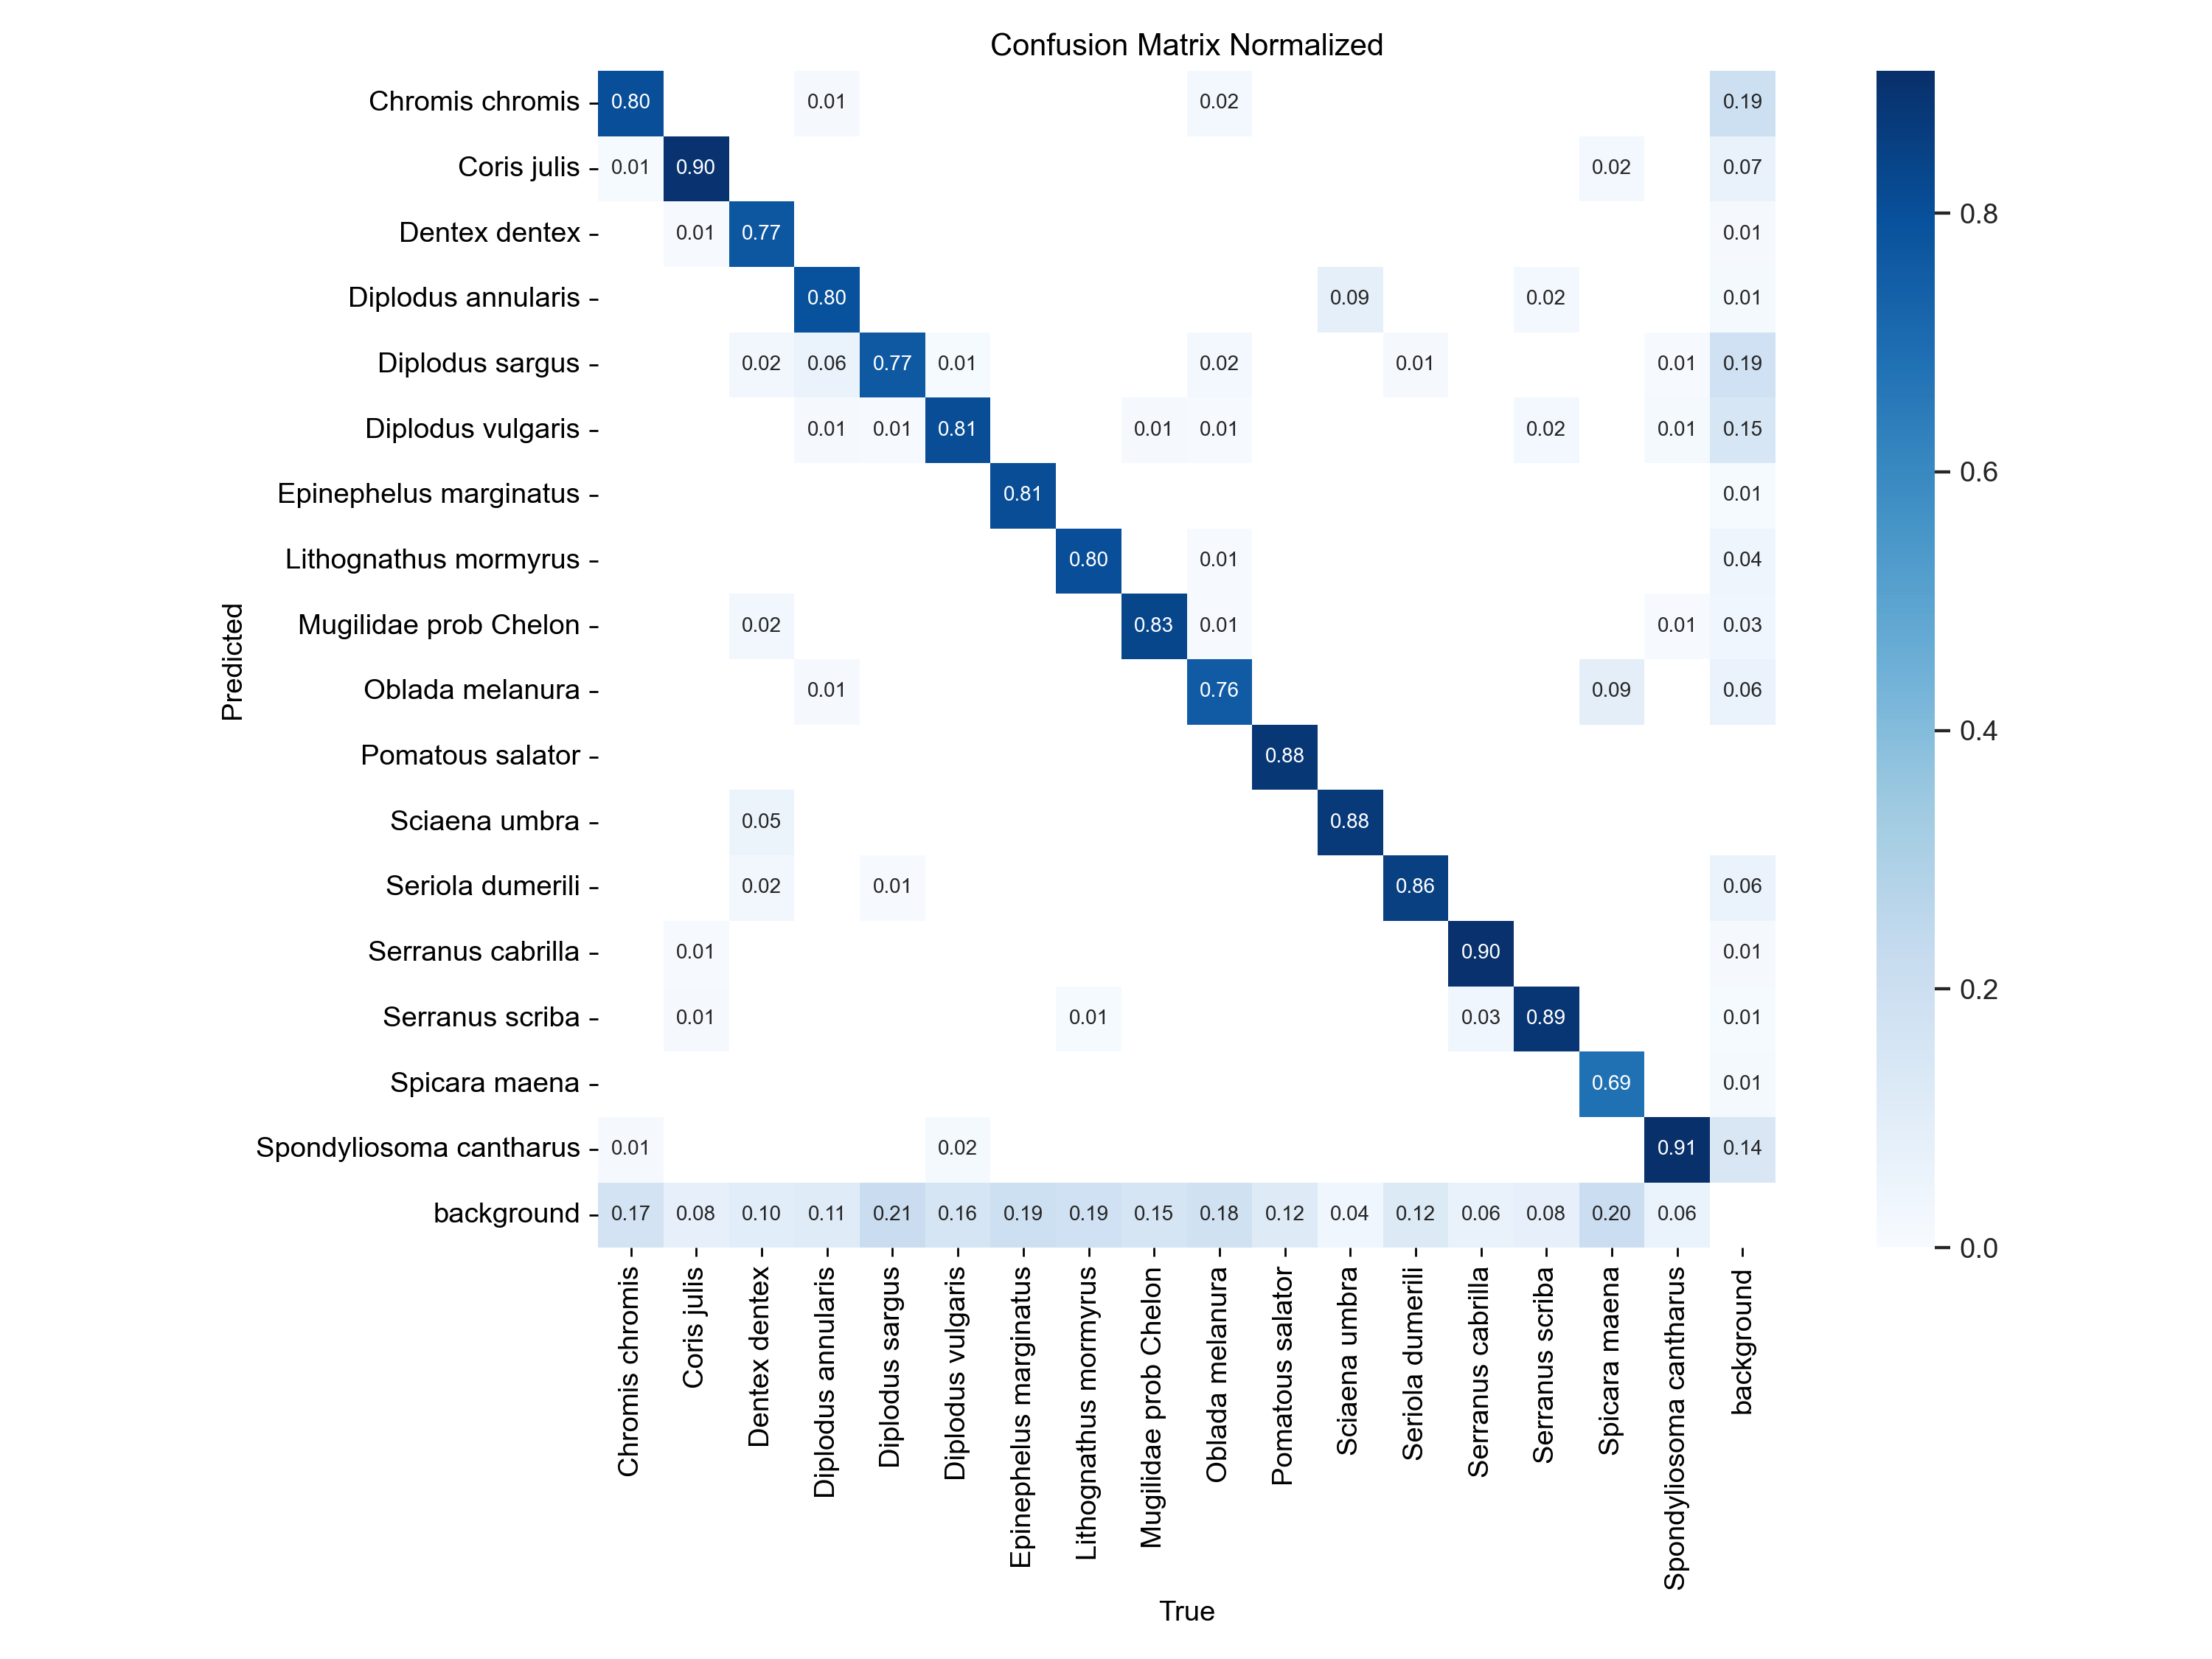 Confusion Matrix Normalized
Chromis chromis 0.80 0.01 0.02 0.19
Coris julis 0.01 0.90 0.02 0.07
Dentex dentex 0.01 0.77 0.01
Diplodus annularis 0.80 0.09 0.02 0.01
Diplodus sargus 0.02 0.06 0.77 0.01 0.02 0.01 0.01 0.19
Diplodus vulgaris 0.01 0.01 0.81 0.01 0.01 0.02 0.01 0.15
Epinephelus marginatus 0.81 0.01
Lithognathus mormyrus 0.80 0.01 0.04
Mugilidae prob Chelon 0.02 0.83 0.01 0.01 0.03
Oblada melanura 0.01 0.76 0.09 0.06
Pomatous salator 0.88
Sciaena umbra 0.05 0.88
Seriola dumerili 0.02 0.01 0.86 0.06
Serranus cabrilla 0.01 0.90 0.01
Serranus scriba 0.01 0.01 0.03 0.89 0.01
Spicara maena 0.69 0.01
Spondyliosoma cantharus 0.01 0.02 0.91 0.14
background 0.17 0.08 0.10 0.11 0.21 0.16 0.19 0.19 0.15 0.18 0.12 0.04 0.12 0.06 0.08 0.20 0.06
Predicted
Chromis chromis
Coris julis
Dentex dentex
Diplodus annularis
Diplodus sargus
Diplodus vulgaris
Epinephelus marginatus
Lithognathus mormyrus
Mugilidae prob Chelon
Oblada melanura
Pomatous salator
Sciaena umbra
Seriola dumerili
Serranus cabrilla
Serranus scriba
Spicara maena
Spondyliosoma cantharus
background
True
0.8
0.6
0.4
0.2
0.0